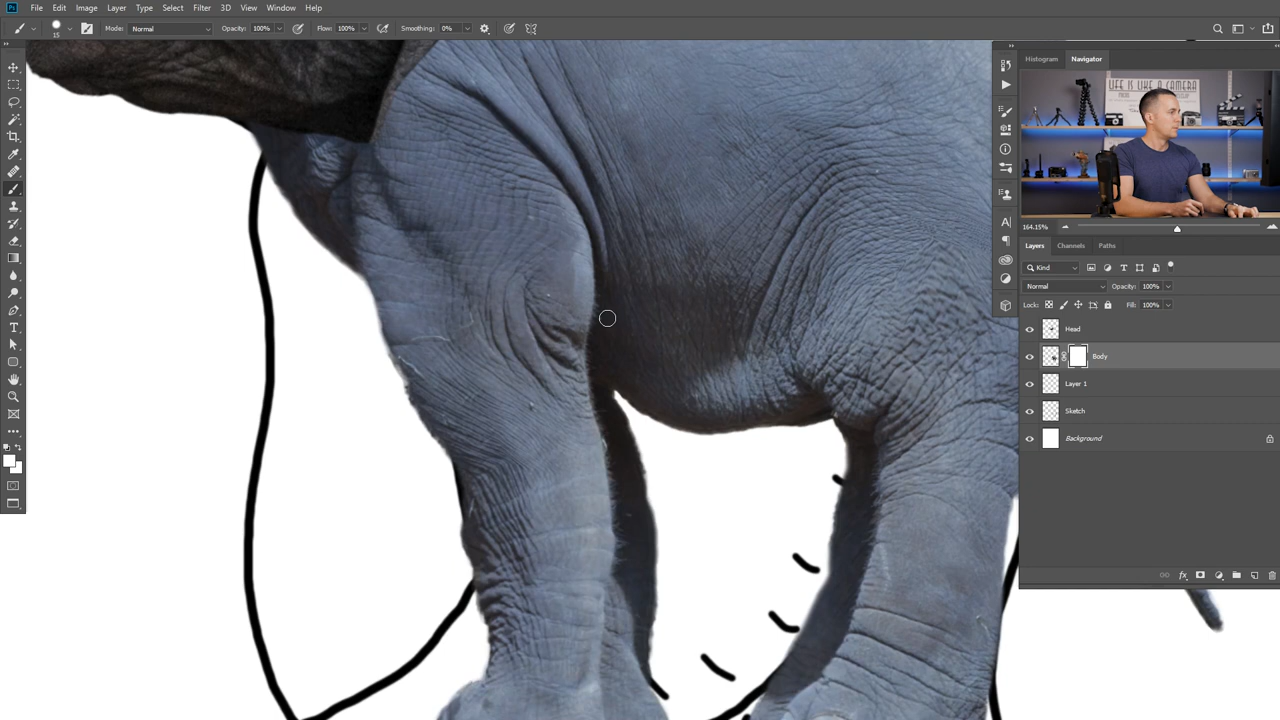 Ps File Edit Image Layer Type Select Filter 3D View Window Help
15 Mode: Normal Opacity: 100% Flow: 100% Smoothing: 0%
Histogram Navigator
LIFE IS LIKE A CAMERA
164.15%
Layers Channels Paths
Kind
Normal Opacity: 100%
Lock: Fill: 100%
Head
Body
Layer 1
Sketch
Background